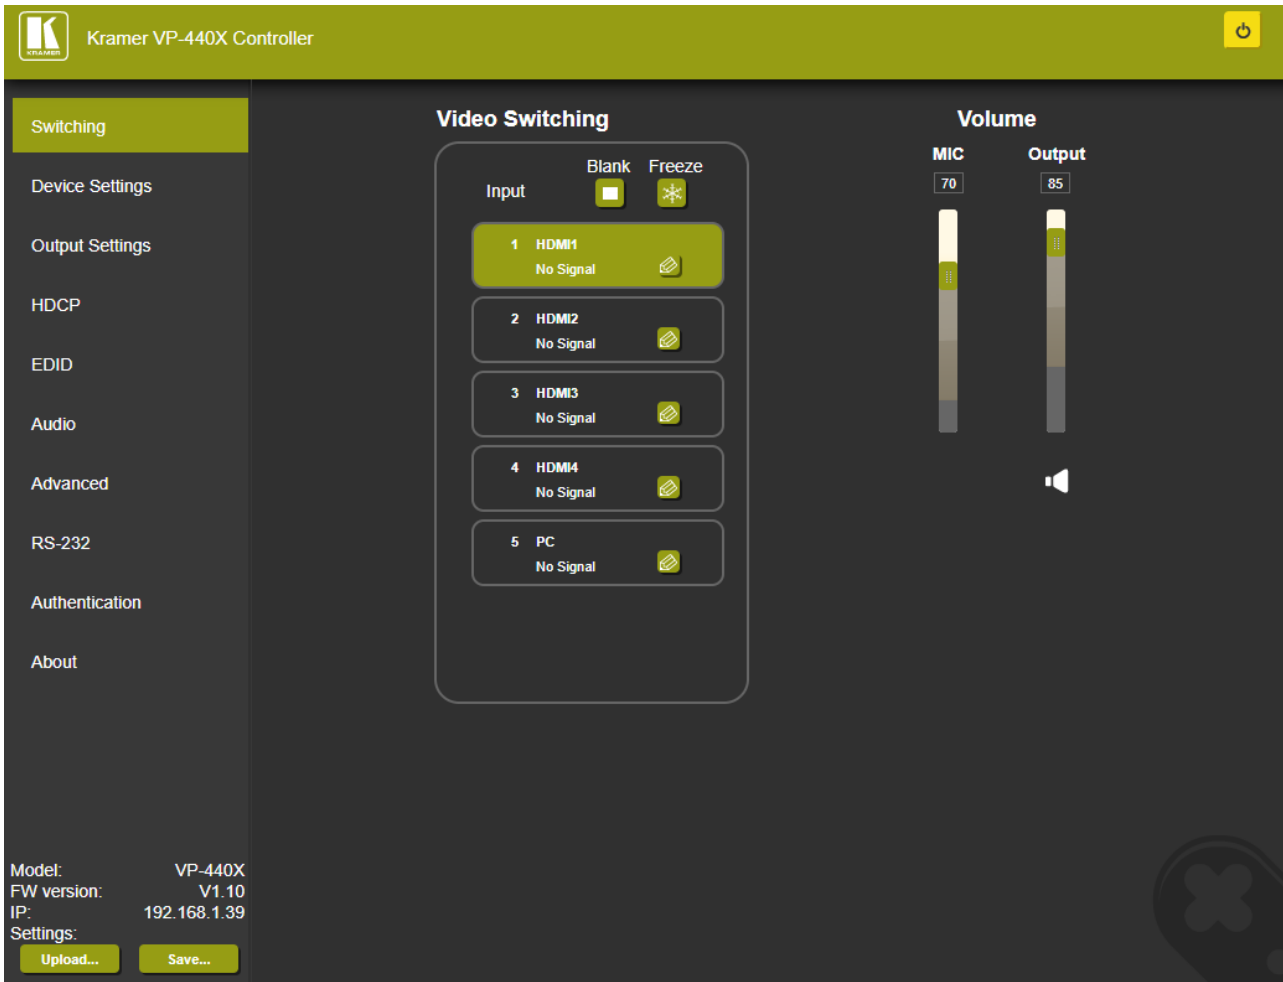 KRAMER
Kramer VP-440X Controller
Switching
Device Settings
Output Settings
HDCP
EDID
Audio
Advanced
RS-232
Authentication
About
Model: VP-440X
FW version: V1.10
IP: 192.168.1.39
Settings:
Upload... Save...
Video Switching
Blank Freeze
Input
1 HDMI1
No Signal
2 HDMI2
No Signal
3 HDMI3
No Signal
4 HDMI4
No Signal
5 PC
No Signal
Volume
MIC Output
70 85